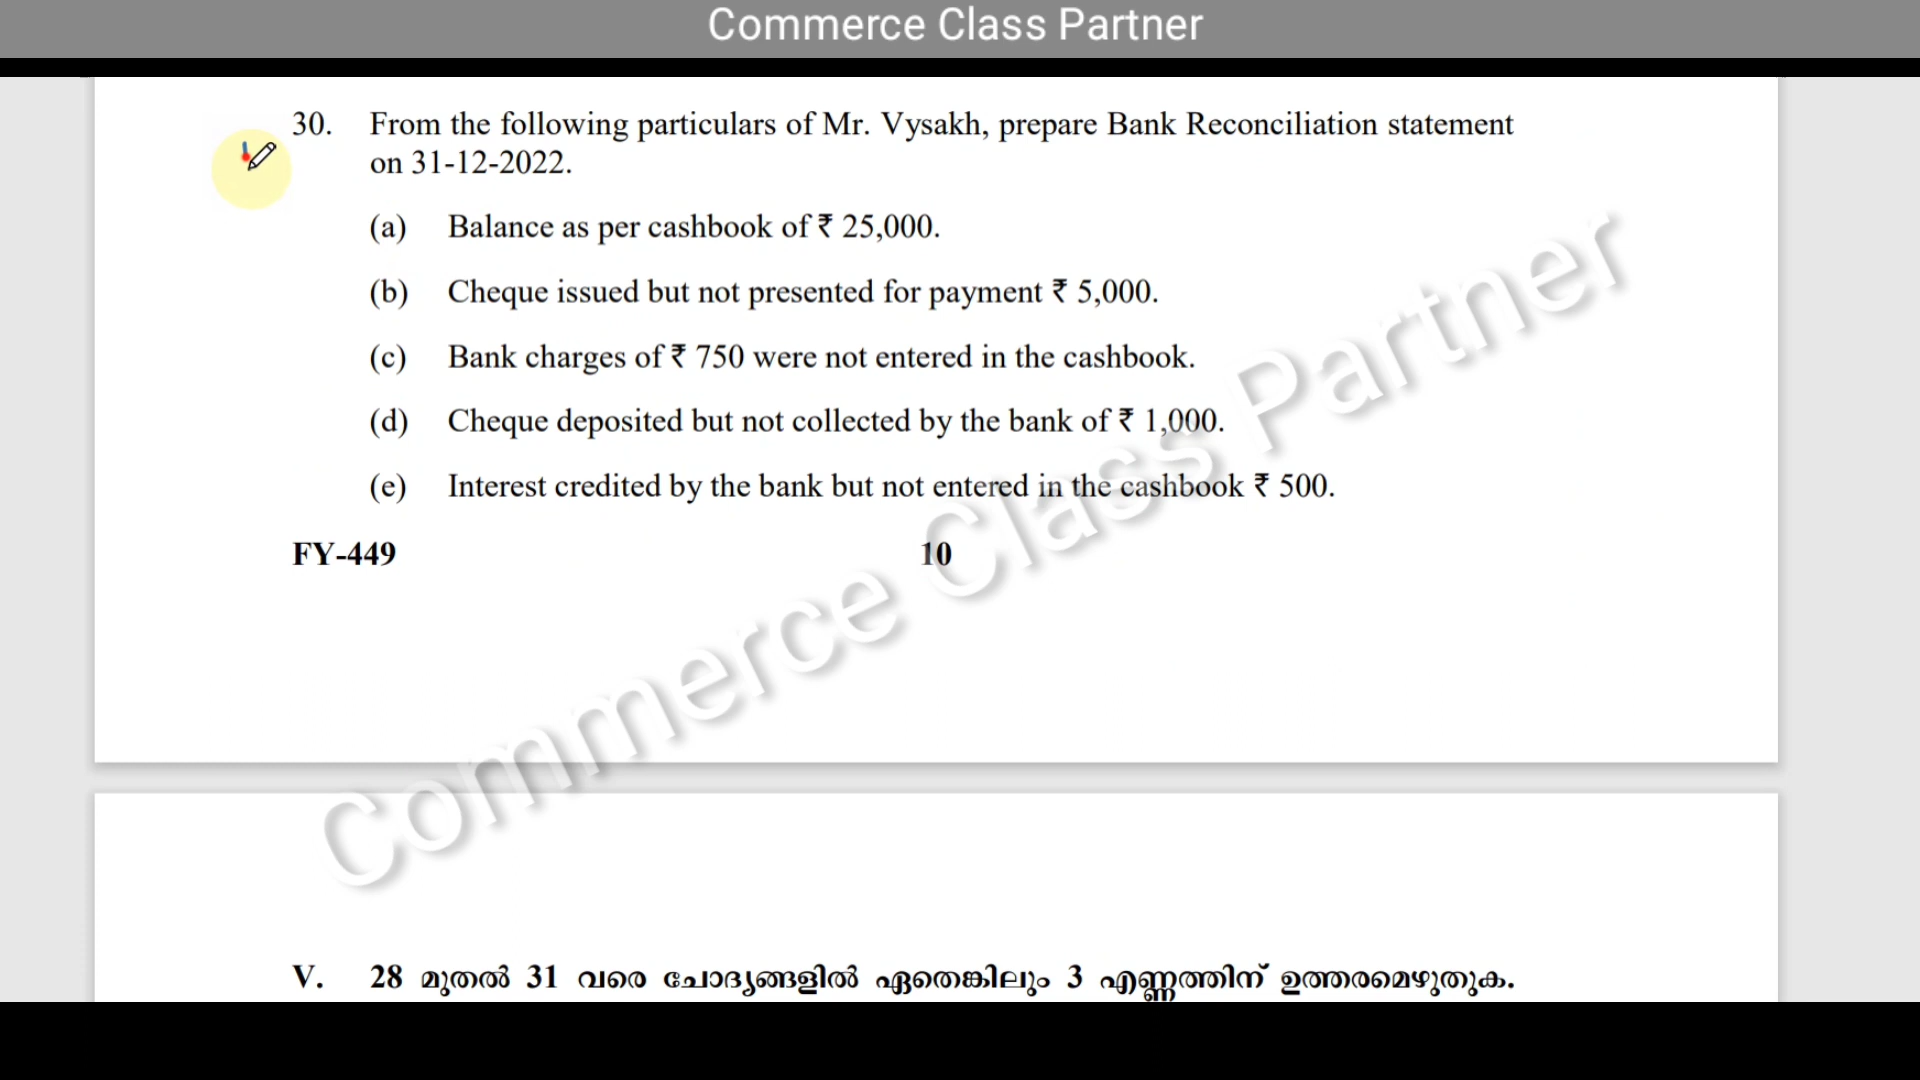 Commerce Class Partner
30. From the following particulars of Mr. Vysakh, prepare Bank Reconciliation statement
on 31-12-2022.
(a) Balance as per cashbook of ₹ 25,000.
(b) Cheque issued but not presented for payment ₹ 5,000.
(c) Bank charges of ₹ 750 were not entered in the cashbook.
(d) Cheque deposited but not collected by the bank of ₹ 1,000.
(e) Interest credited by the bank but not entered in the cashbook ₹ 500.
FY-449 10
Commerce Class Partner
V. 28 മുതൽ 31 വരെ ചോദ്യങ്ങളിൽ ഏതെങ്കിലും 3 എണ്ണത്തിന് ഉത്തരമെഴുതുക.